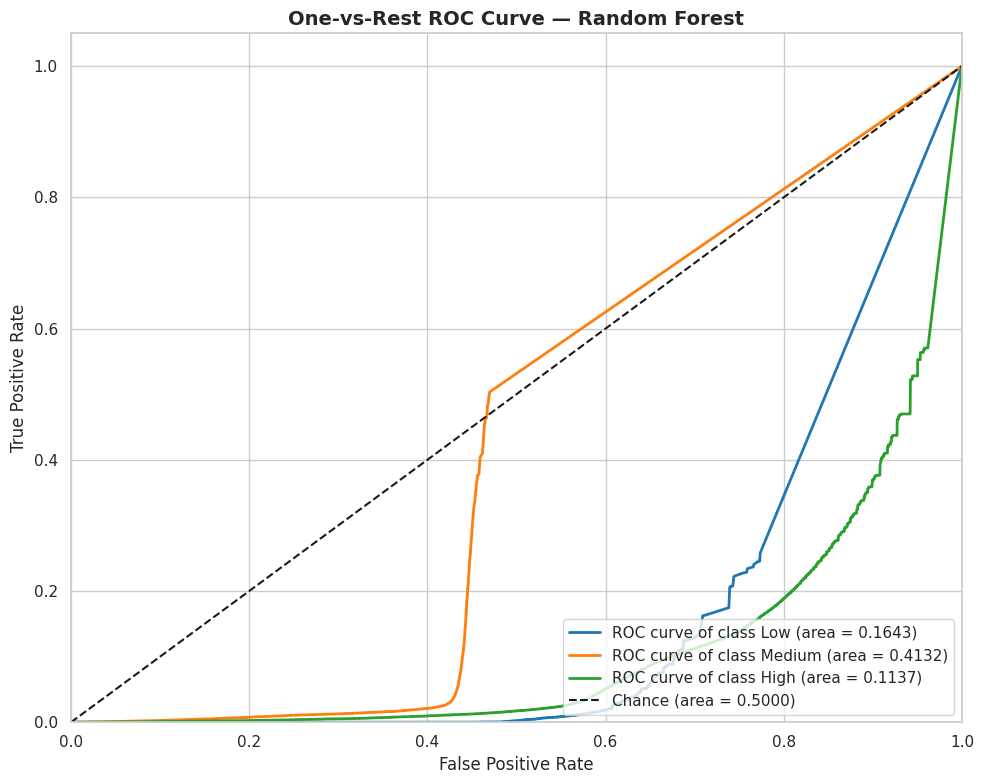 One-vs-Rest ROC Curve — Random Forest
True Positive Rate
1.0
0.8
0.6
0.4
0.2
0.0
ROC curve of class Low (area = 0.1643)
ROC curve of class Medium (area = 0.4132)
ROC curve of class High (area = 0.1137)
Chance (area = 0.5000)
0.0 0.2 0.4 0.6 0.8 1.0
False Positive Rate